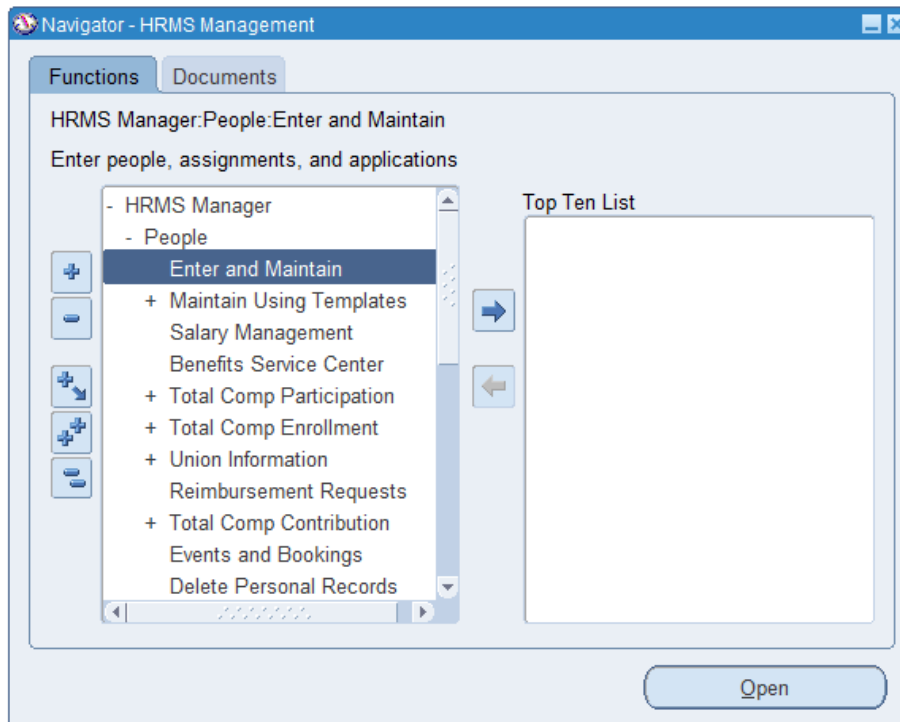 Navigator - HRMS Management
Functions
Documents
HRMS Manager:People:Enter and Maintain
Enter people, assignments, and applications
- HRMS Manager
- People
Enter and Maintain
+ Maintain Using Templates
Salary Management
Benefits Service Center
+ Total Comp Participation
+ Total Comp Enrollment
+ Union Information
Reimbursement Requests
+ Total Comp Contribution
Events and Bookings
Delete Personal Records
Top Ten List
Open